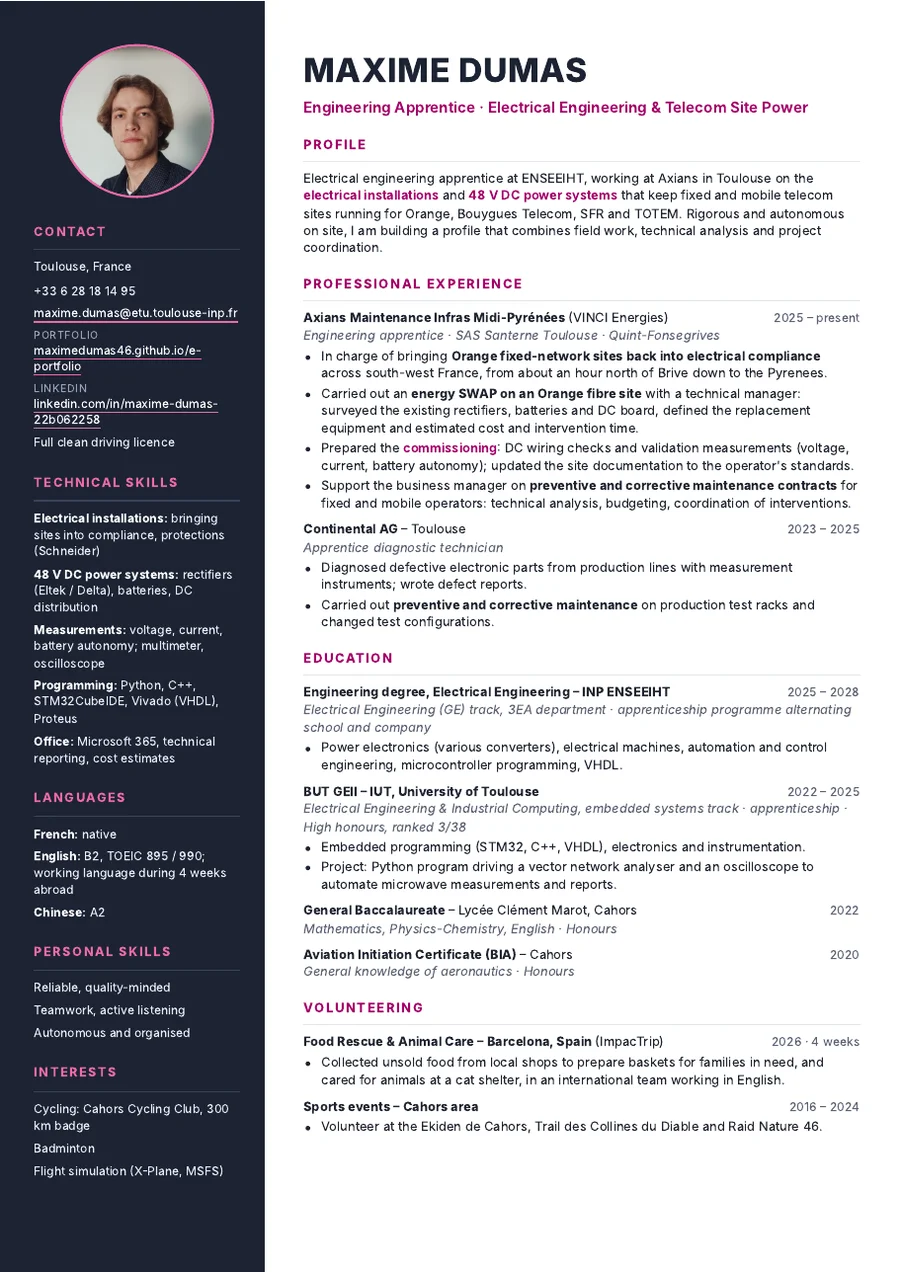 CONTACT
Toulouse, France
+33 6 28 18 14 95
maxime.dumas@etu.toulouse-inp.fr
PORTFOLIO
maximedumas46.github.io/e-
portfolio
LINKEDIN
linkedin.com/in/maxime-dumas-
22b062258
Full clean driving licence
TECHNICAL SKILLS
Electrical installations: bringing
sites into compliance, protections
(Schneider)
48 V DC power systems: rectifiers
(Eltek / Delta), batteries, DC
distribution
Measurements: voltage, current,
battery autonomy; multimeter,
oscilloscope
Programming: Python, C++,
STM32CubeIDE, Vivado (VHDL),
Proteus
Office: Microsoft 365, technical
reporting, cost estimates
LANGUAGES
French: native
English: B2, TOEIC 895 / 990;
working language during 4 weeks
abroad
Chinese: A2
PERSONAL SKILLS
Reliable, quality-minded
Teamwork, active listening
Autonomous and organised
INTERESTS
Cycling: Cahors Cycling Club, 300
km badge
Badminton
Flight simulation (X-Plane, MSFS)
MAXIME DUMAS
Engineering Apprentice · Electrical Engineering & Telecom Site Power
PROFILE
Electrical engineering apprentice at ENSEEIHT, working at Axians in Toulouse on the
electrical installations and 48 V DC power systems that keep fixed and mobile telecom
sites running for Orange, Bouygues Telecom, SFR and TOTEM. Rigorous and autonomous
on site, I am building a profile that combines field work, technical analysis and project
coordination.
PROFESSIONAL EXPERIENCE
Axians Maintenance Infras Midi-Pyrénées (VINCI Energies) 2025 – present
Engineering apprentice · SAS Santerne Toulouse · Quint-Fonsegrives
• In charge of bringing Orange fixed-network sites back into electrical compliance
across south-west France, from about an hour north of Brive down to the Pyrenees.
• Carried out an energy SWAP on an Orange fibre site with a technical manager:
surveyed the existing rectifiers, batteries and DC board, defined the replacement
equipment and estimated cost and intervention time.
• Prepared the commissioning: DC wiring checks and validation measurements (voltage,
current, battery autonomy); updated the site documentation to the operator's standards.
• Support the business manager on preventive and corrective maintenance contracts for
fixed and mobile operators: technical analysis, budgeting, coordination of interventions.
Continental AG – Toulouse 2023 – 2025
Apprentice diagnostic technician
• Diagnosed defective electronic parts from production lines with measurement
instruments; wrote defect reports.
• Carried out preventive and corrective maintenance on production test racks and
changed test configurations.
EDUCATION
Engineering degree, Electrical Engineering – INP ENSEEIHT 2025 – 2028
Electrical Engineering (GE) track, 3EA department · apprenticeship programme alternating
school and company
• Power electronics (various converters), electrical machines, automation and control
engineering, microcontroller programming, VHDL.
BUT GEII – IUT, University of Toulouse 2022 – 2025
Electrical Engineering & Industrial Computing, embedded systems track · apprenticeship ·
High honours, ranked 3/38
• Embedded programming (STM32, C++, VHDL), electronics and instrumentation.
• Project: Python program driving a vector network analyser and an oscilloscope to
automate microwave measurements and reports.
General Baccalaureate – Lycée Clément Marot, Cahors 2022
Mathematics, Physics-Chemistry, English · Honours
Aviation Initiation Certificate (BIA) – Cahors 2020
General knowledge of aeronautics · Honours
VOLUNTEERING
Food Rescue & Animal Care – Barcelona, Spain (ImpacTrip) 2026 · 4 weeks
• Collected unsold food from local shops to prepare baskets for families in need, and
cared for animals at a cat shelter, in an international team working in English.
Sports events – Cahors area 2016 – 2024
• Volunteer at the Ekiden de Cahors, Trail des Collines du Diable and Raid Nature 46.